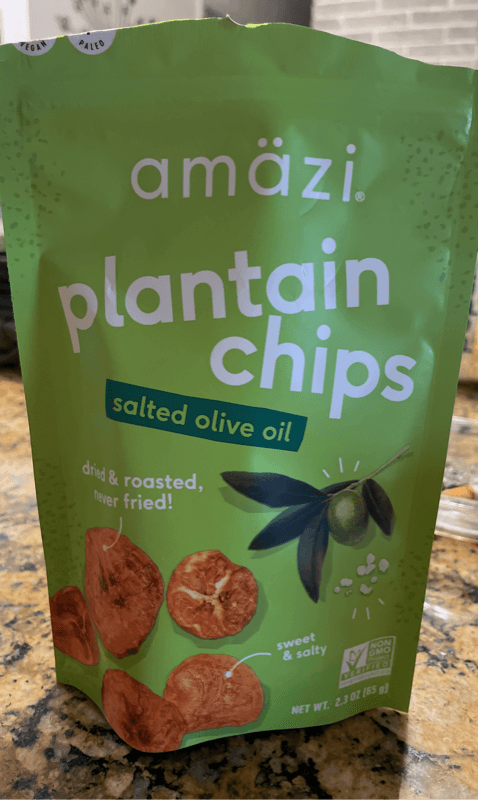 VEGAN
PALEO
amäzi®
plantain
chips
salted olive oil
dried & roasted,
never fried!
sweet
& salty
NON
GMO
VERIFIED
NET WT. 2.3 OZ (65 g)